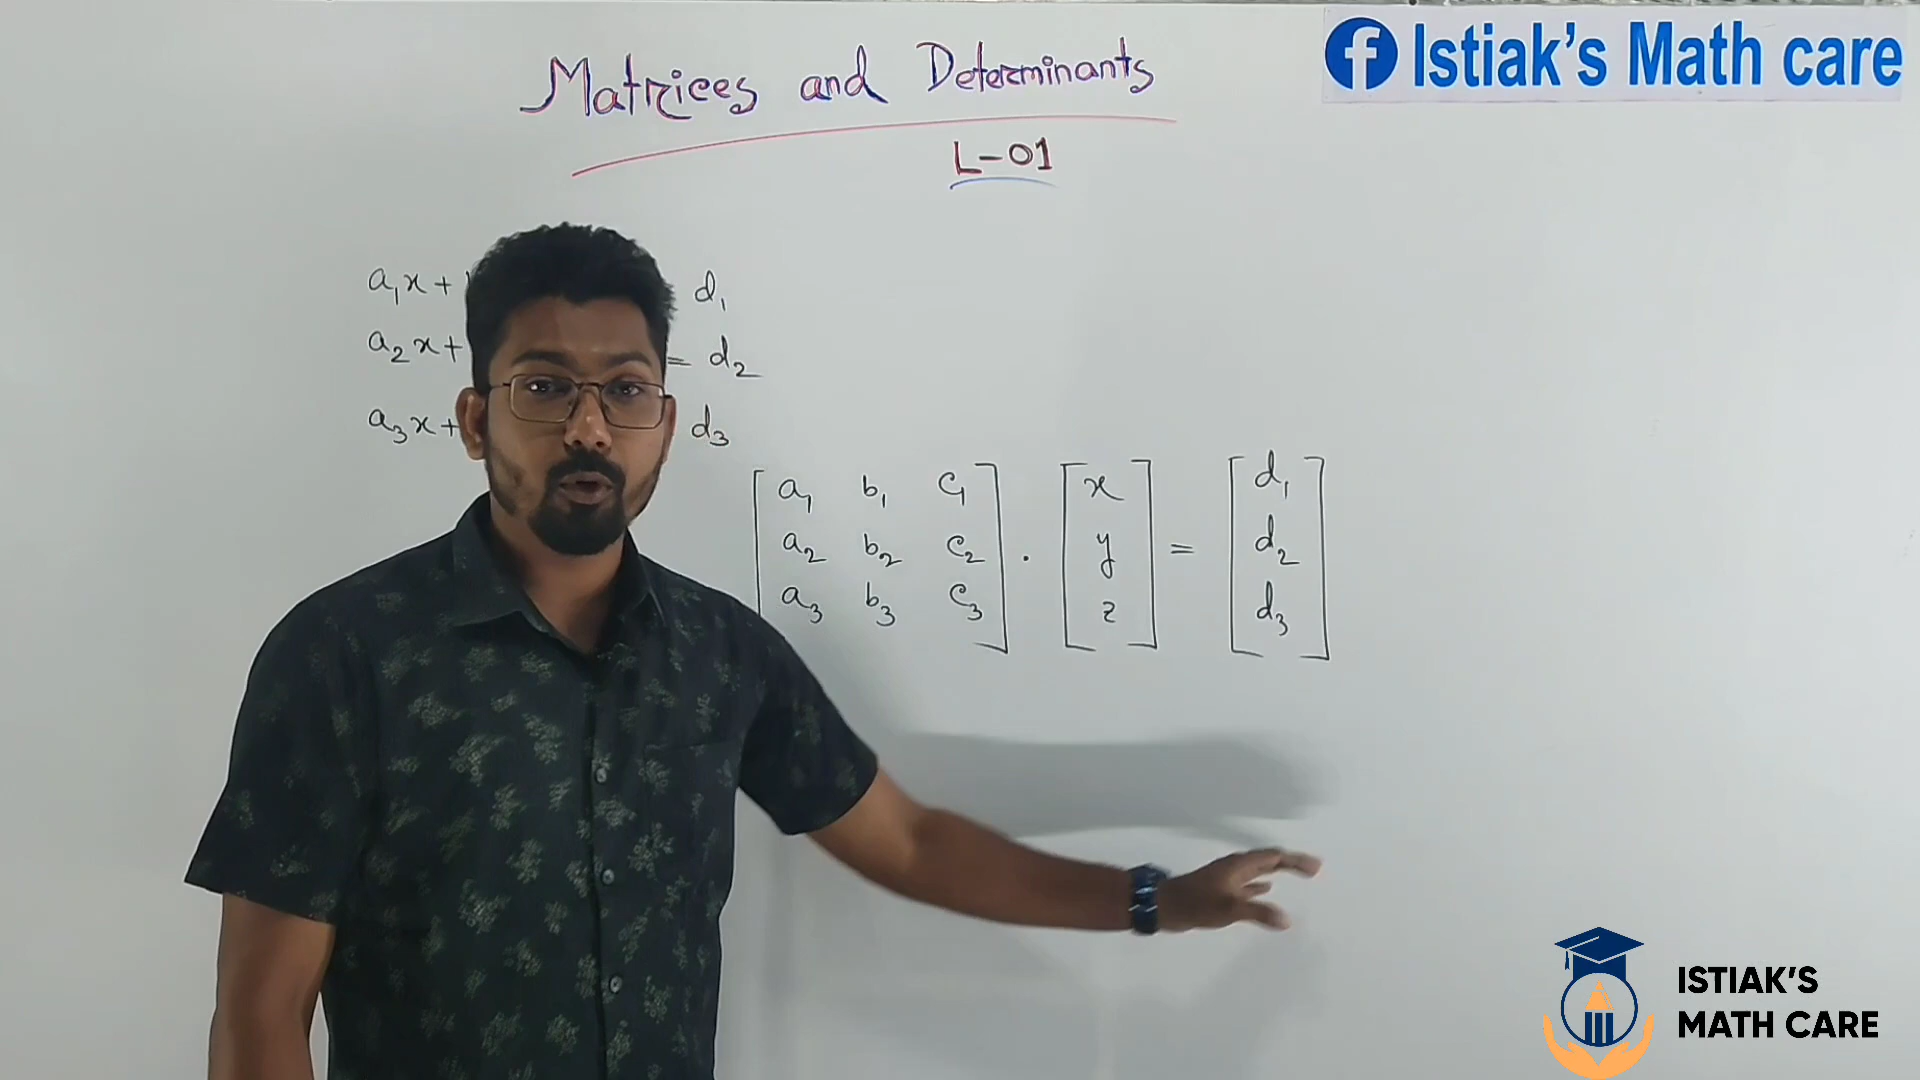 Matrices and Determinants
Istiak's Math care
L-01
a₁x + d₁
a₂x + = d₂
a₃x + d₃
[a₁ b₁ c₁] [x] [d₁]
[a₂ b₂ c₂] . [y] = [d₂]
[a₃ b₃ c₃] [z] [d₃]
ISTIAK'S
MATH CARE